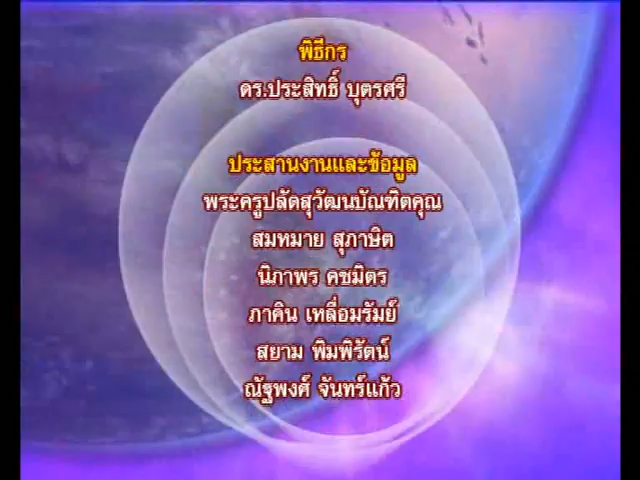 พิธีกร
ดร.ประสิทธิ์ บุตรศรี
ประสานงานและข้อมูล
พระครูปลัดสุวัฒนบัณฑิตคุณ
สมหมาย สุภาษิต
นิภาพร คชมิตร
ภาคิน เหลื่อมรัมย์
สยาม พิมพิรัตน์
ณัฐพงศ์ จันทร์แก้ว